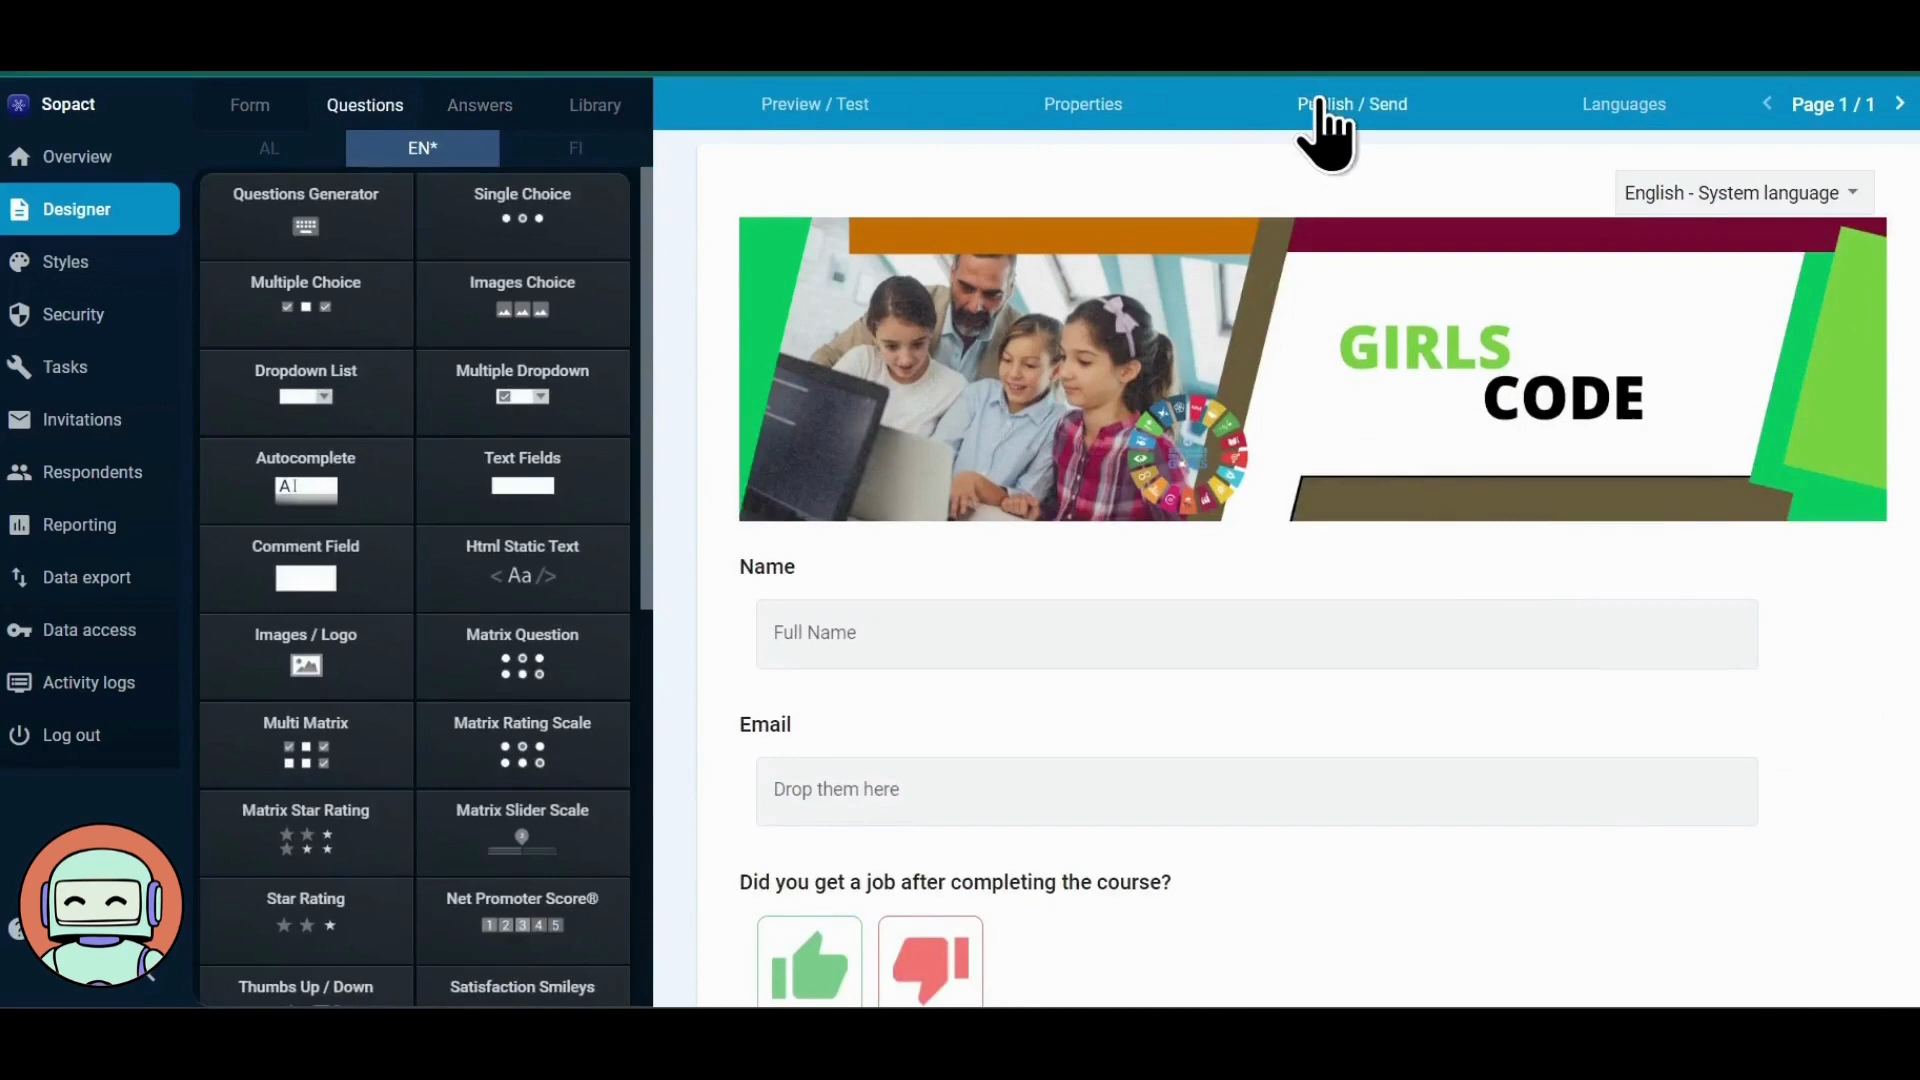 Sopact
Overview
Designer
Styles
Security
Tasks
Invitations
Respondents
Reporting
Data export
Data access
Activity logs
Log out
Form
Questions
Answers
Library
AL
EN*
FI
Questions Generator
Single Choice
Multiple Choice
Images Choice
Dropdown List
Multiple Dropdown
Autocomplete
AI
Text Fields
Comment Field
Html Static Text
< Aa />
Images / Logo
Matrix Question
Multi Matrix
Matrix Rating Scale
Matrix Star Rating
Matrix Slider Scale
3
Star Rating
Net Promoter Score®
1 2 3 4 5
Thumbs Up / Down
Satisfaction Smileys
Preview / Test
Properties
Publish / Send
Languages
Page 1 / 1
English - System language
GIRLS
CODE
Name
Full Name
Email
Drop them here
Did you get a job after completing the course?